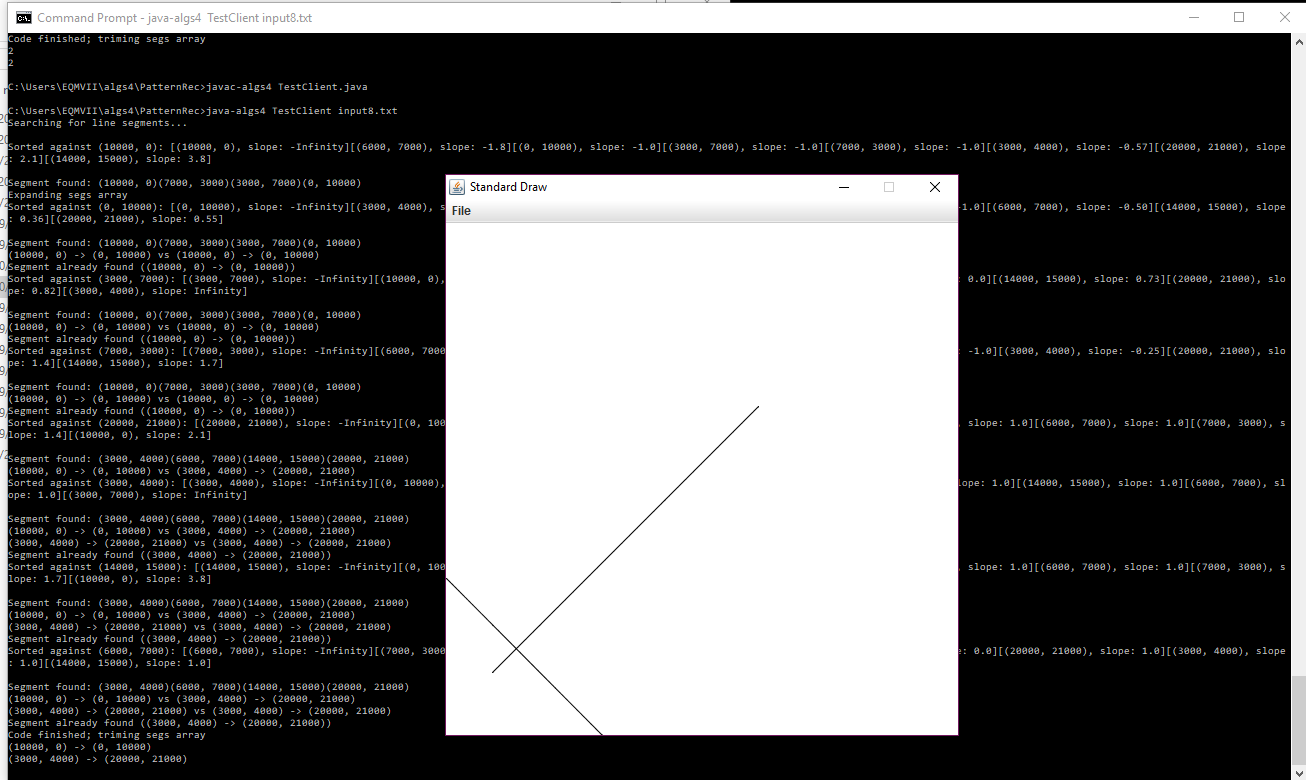 Command Prompt - java-algs4  TestClient input8.txt
Code finished; triming segs array
2
2
C:\Users\EQMVII\algs4\PatternRec>javac-algs4 TestClient.java
C:\Users\EQMVII\algs4\PatternRec>java-algs4 TestClient input8.txt
Searching for line segments...
Sorted against (10000, 0): [(10000, 0), slope: -Infinity][(6000, 7000), slope: -1.8][(0, 10000), slope: -1.0][(3000, 7000), slope: -1.0][(7000, 3000), slope: -1.0][(3000, 4000), slope: -0.57][(20000, 21000), slope
: 2.1][(14000, 15000), slope: 3.8]
Segment found: (10000, 0)(7000, 3000)(3000, 7000)(0, 10000)
Expanding segs array
Sorted against (0, 10000): [(0, 10000), slope: -Infinity][(3000, 4000), s -1.0][(6000, 7000), slope: -0.50][(14000, 15000), slope
: 0.36][(20000, 21000), slope: 0.55]
Segment found: (10000, 0)(7000, 3000)(3000, 7000)(0, 10000)
(10000, 0) -> (0, 10000) vs (10000, 0) -> (0, 10000)
Segment already found ((10000, 0) -> (0, 10000))
Sorted against (3000, 7000): [(3000, 7000), slope: -Infinity][(10000, 0), 0.0][(14000, 15000), slope: 0.73][(20000, 21000), slo
pe: 0.82][(3000, 4000), slope: Infinity]
Segment found: (10000, 0)(7000, 3000)(3000, 7000)(0, 10000)
(10000, 0) -> (0, 10000) vs (10000, 0) -> (0, 10000)
Segment already found ((10000, 0) -> (0, 10000))
Sorted against (7000, 3000): [(7000, 3000), slope: -Infinity][(6000, 7000 -1.0][(3000, 4000), slope: -0.25][(20000, 21000), slo
pe: 1.4][(14000, 15000), slope: 1.7]
Segment found: (10000, 0)(7000, 3000)(3000, 7000)(0, 10000)
(10000, 0) -> (0, 10000) vs (10000, 0) -> (0, 10000)
Segment already found ((10000, 0) -> (0, 10000))
Sorted against (20000, 21000): [(20000, 21000), slope: -Infinity][(0, 100 , slope: 1.0][(6000, 7000), slope: 1.0][(7000, 3000), s
lope: 1.4][(10000, 0), slope: 2.1]
Segment found: (3000, 4000)(6000, 7000)(14000, 15000)(20000, 21000)
(10000, 0) -> (0, 10000) vs (3000, 4000) -> (20000, 21000)
Sorted against (3000, 4000): [(3000, 4000), slope: -Infinity][(0, 10000), lope: 1.0][(14000, 15000), slope: 1.0][(6000, 7000), sl
ope: 1.0][(3000, 7000), slope: Infinity]
Segment found: (3000, 4000)(6000, 7000)(14000, 15000)(20000, 21000)
(10000, 0) -> (0, 10000) vs (3000, 4000) -> (20000, 21000)
(3000, 4000) -> (20000, 21000) vs (3000, 4000) -> (20000, 21000)
Segment already found ((3000, 4000) -> (20000, 21000))
Sorted against (14000, 15000): [(14000, 15000), slope: -Infinity][(0, 100 , slope: 1.0][(6000, 7000), slope: 1.0][(7000, 3000), s
lope: 1.7][(10000, 0), slope: 3.8]
Segment found: (3000, 4000)(6000, 7000)(14000, 15000)(20000, 21000)
(10000, 0) -> (0, 10000) vs (3000, 4000) -> (20000, 21000)
(3000, 4000) -> (20000, 21000) vs (3000, 4000) -> (20000, 21000)
Segment already found ((3000, 4000) -> (20000, 21000))
Sorted against (6000, 7000): [(6000, 7000), slope: -Infinity][(7000, 3000 e: 0.0][(20000, 21000), slope: 1.0][(3000, 4000), slope
: 1.0][(14000, 15000), slope: 1.0]
Segment found: (3000, 4000)(6000, 7000)(14000, 15000)(20000, 21000)
(10000, 0) -> (0, 10000) vs (3000, 4000) -> (20000, 21000)
(3000, 4000) -> (20000, 21000) vs (3000, 4000) -> (20000, 21000)
Segment already found ((3000, 4000) -> (20000, 21000))
Code finished; triming segs array
(10000, 0) -> (0, 10000)
(3000, 4000) -> (20000, 21000)
Standard Draw
File